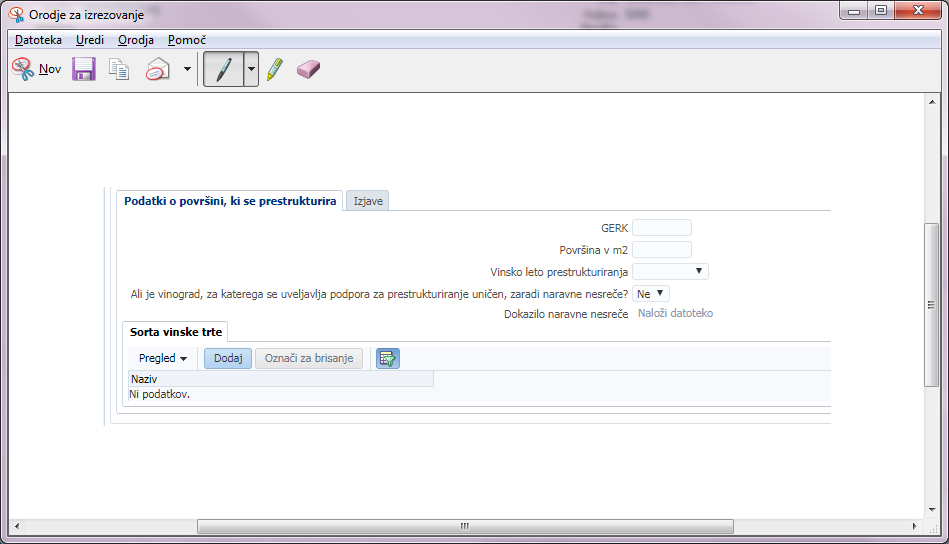 Orodje za izrezovanje
Datoteka Uredi Orodja Pomoč
Nov
Podatki o površini, ki se prestrukturira Izjave
GERK
Površina v m2
Vinsko leto prestrukturiranja
Ali je vinograd, za katerega se uveljavlja podpora za prestrukturiranje uničen, zaradi naravne nesreče? Ne
Dokazilo naravne nesreče Naloži datoteko
Sorta vinske trte
Pregled Dodaj Označi za brisanje
Naziv
Ni podatkov.